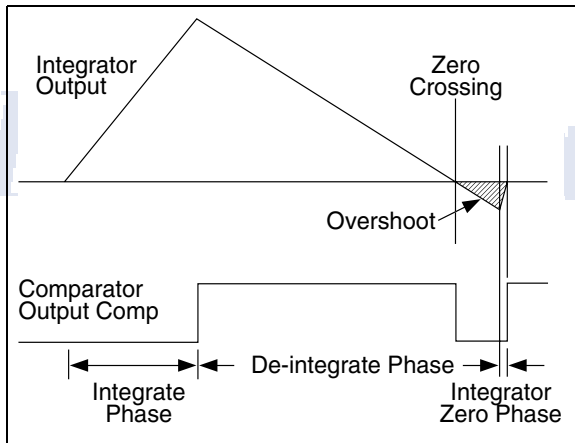 Integrator
Output
Zero
Crossing
Overshoot
Comparator
Output Comp
De-integrate Phase
Integrate
Phase
Integrator
Zero Phase